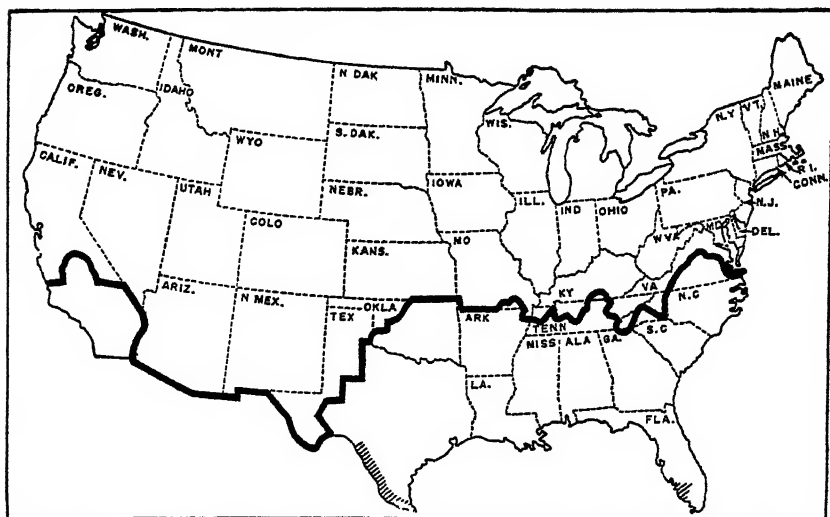 WASH.
MONT
N DAK
MINN.
MAINE
OREG.
IDAHO
WIS.
N.Y
VT.
N.H.
S. DAK.
WYO
MASS.
R I.
CONN.
CALIF.
NEV.
UTAH
NEBR.
IOWA
ILL.
IND
OHIO
PA.
N.J.
COLO
KANS.
MO
W VA
MD
DEL.
KY
VA
ARIZ.
N MEX.
TEX
OKLA
ARK
TENN
N.C
S.C
MISS
ALA
GA.
LA.
FLA.